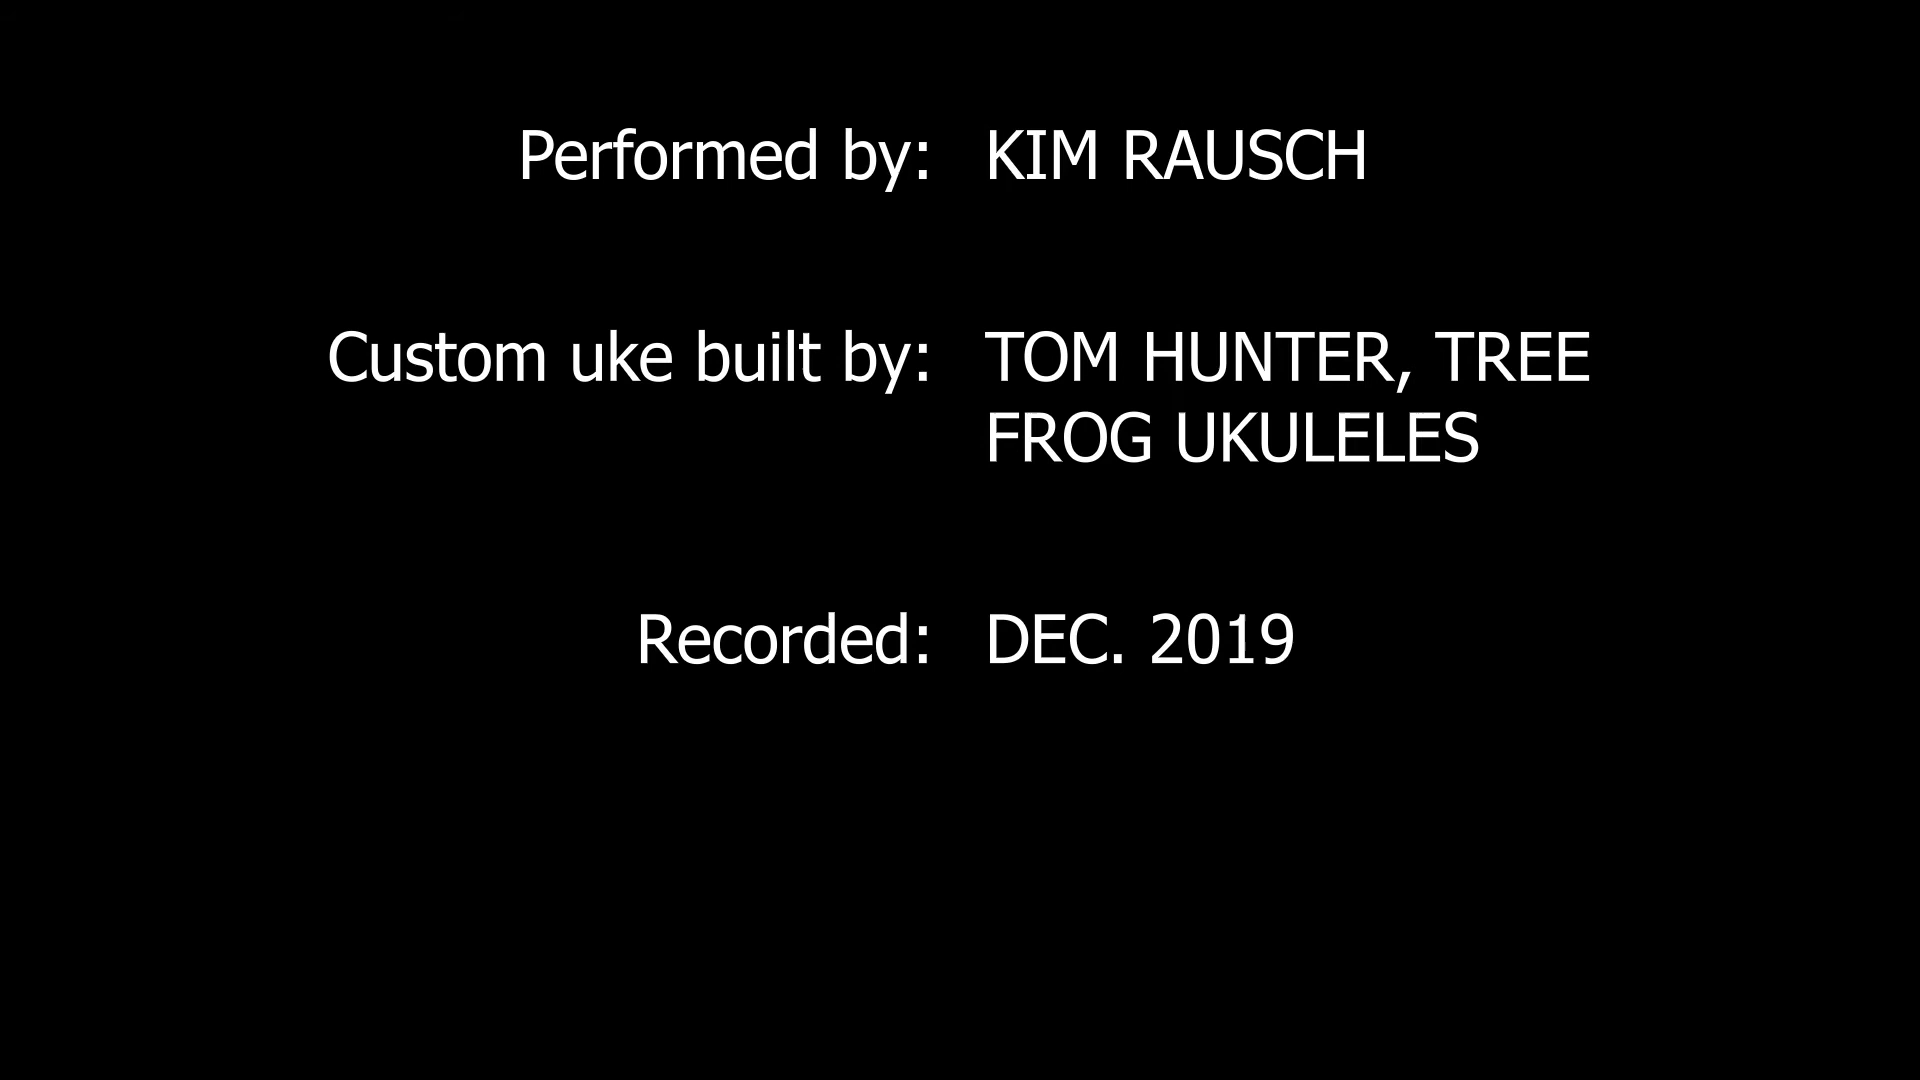 Performed by: KIM RAUSCH
Custom uke built by: TOM HUNTER, TREE
FROG UKULELES
Recorded: DEC. 2019